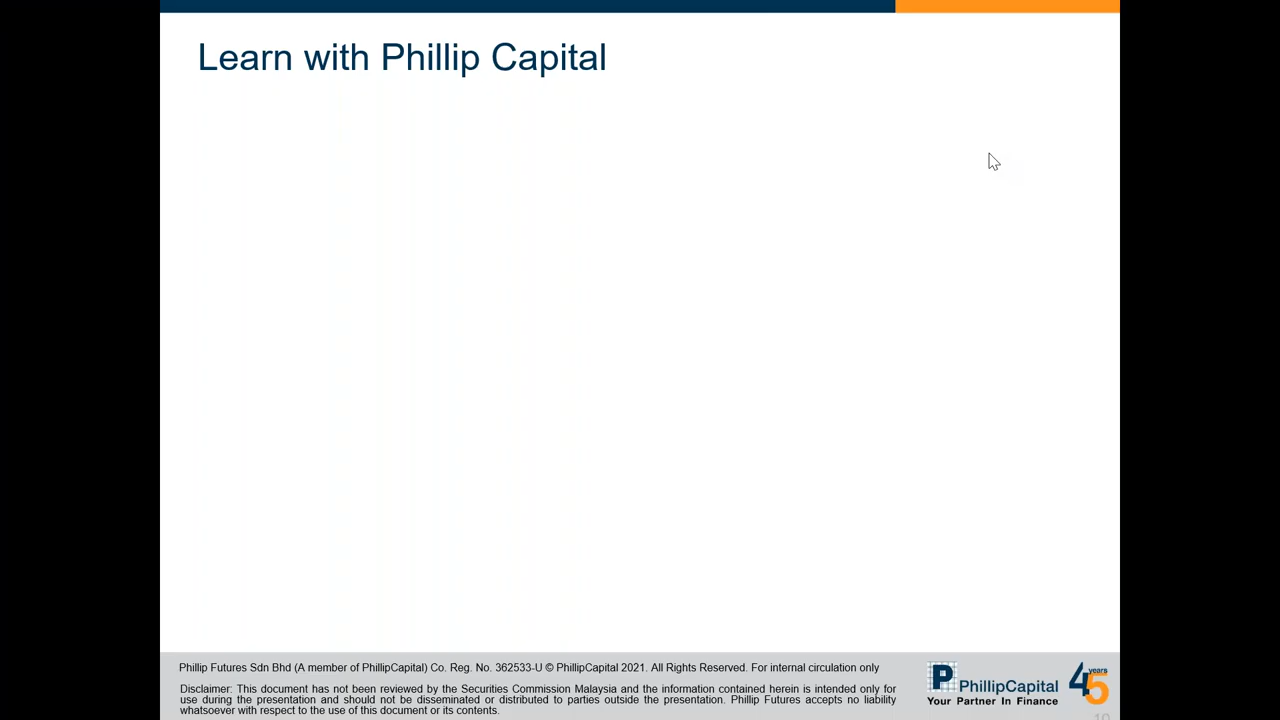 Learn with Phillip Capital
Phillip Futures Sdn Bhd (A member of PhillipCapital) Co. Reg. No. 362533-U © PhillipCapital 2021. All Rights Reserved. For internal circulation only
Disclaimer: This document has not been reviewed by the Securities Commission Malaysia and the information contained herein is intended only for
use during the presentation and should not be disseminated or distributed to parties outside the presentation. Phillip Futures accepts no liability
whatsoever with respect to the use of this document or its contents.
P PhillipCapital
Your Partner In Finance
45 years
10